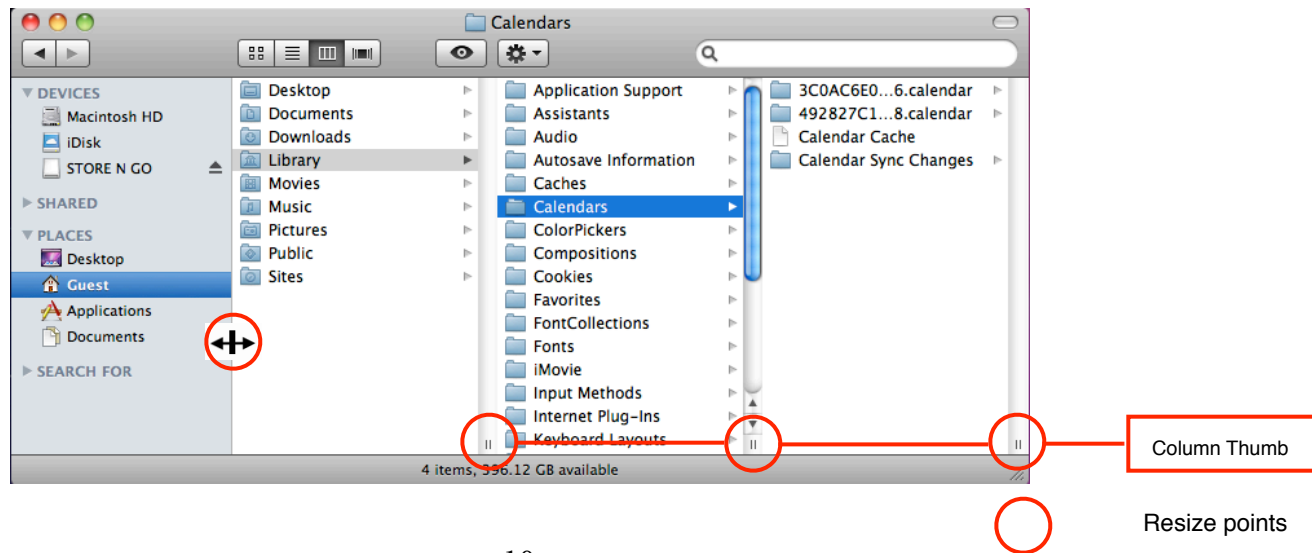 Calendars
DEVICES
Macintosh HD
iDisk
STORE N GO
SHARED
PLACES
Desktop
Guest
Applications
Documents
SEARCH FOR
Desktop
Documents
Downloads
Library
Movies
Music
Pictures
Public
Sites
Application Support
Assistants
Audio
Autosave Information
Caches
Calendars
ColorPickers
Compositions
Cookies
Favorites
FontCollections
Fonts
iMovie
Input Methods
Internet Plug-Ins
Keyboard Layouts
3C0AC6E0...6.calendar
492827C1...8.calendar
Calendar Cache
Calendar Sync Changes
4 items, 396.12 GB available
Column Thumb
Resize points